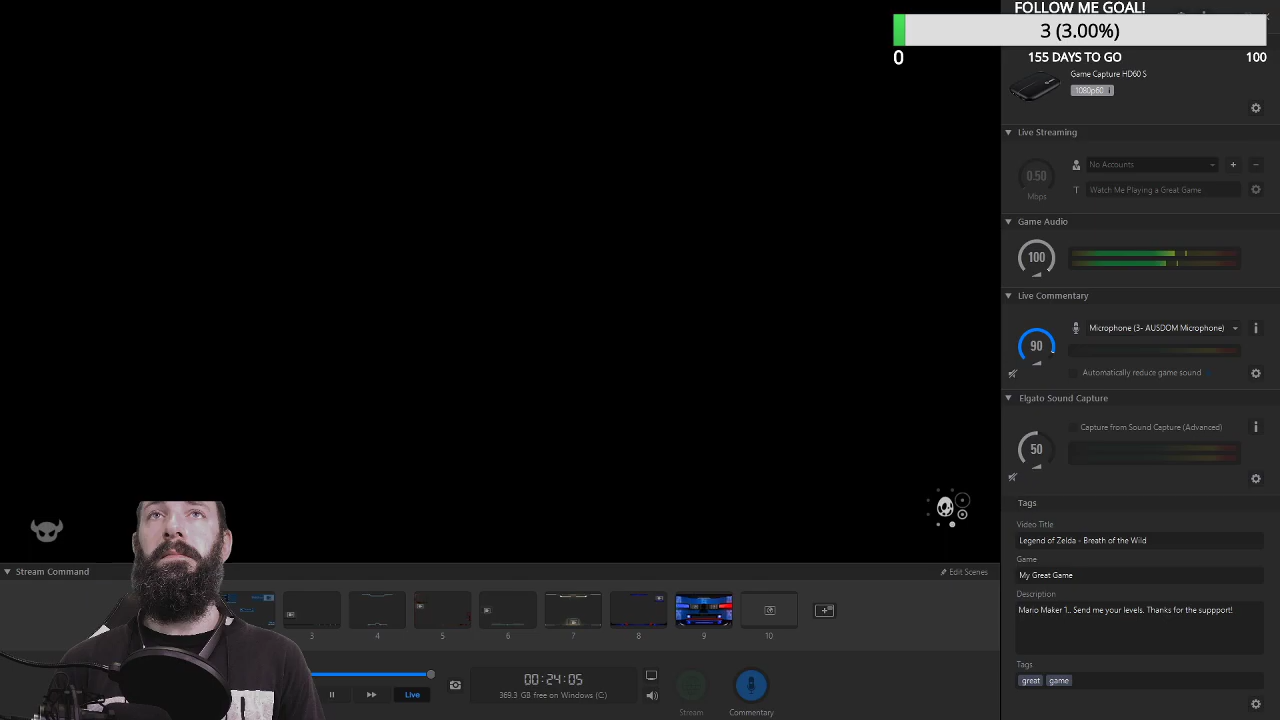 FOLLOW ME GOAL!
3 (3.00%)
0
155 DAYS TO GO
100
Game Capture HD60 S
1080p60
Live Streaming
0.50
Mbps
No Accounts
T
Watch Me Playing a Great Game
Game Audio
100
Live Commentary
90
Microphone (3- AUSDOM Microphone)
Automatically reduce game sound
Elgato Sound Capture
Capture from Sound Capture (Advanced)
50
Tags
Video Title
Legend of Zelda - Breath of the Wild
Game
My Great Game
Description
Mario Maker 1.. Send me your levels. Thanks for the suppport!
Tags
great game
Stream Command
Edit Scenes
3 4 5 6 7 8 9 10
Live
00:24:05
369.3 GB free on Windows (C:)
Stream
Commentary